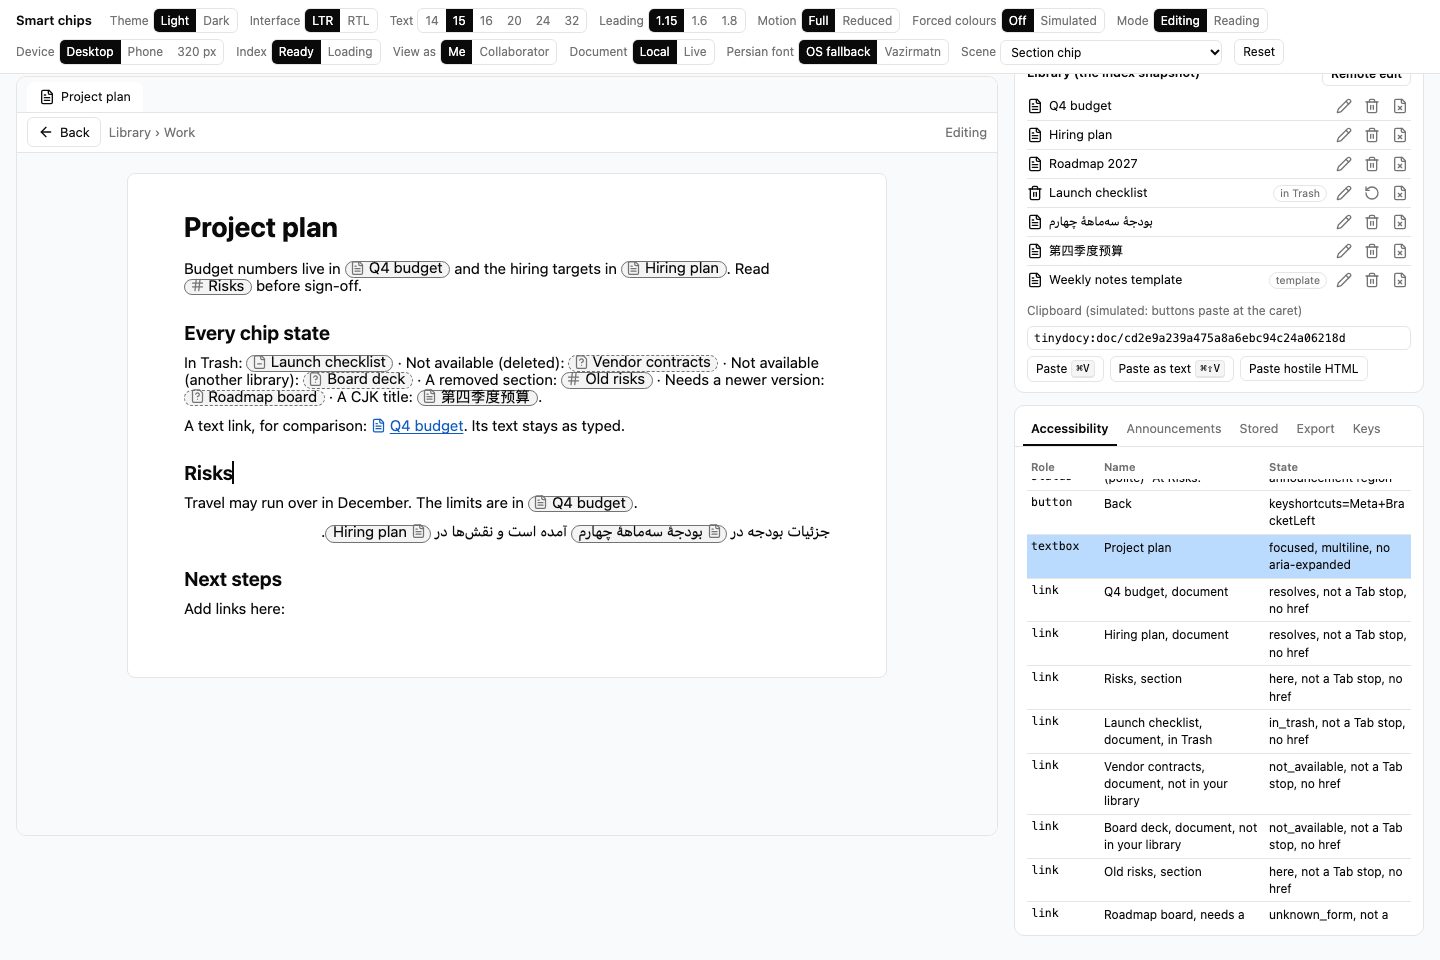 Smart chips Theme Light Dark Interface LTR RTL Text 14 15 16 20 24 32 Leading 1.15 1.6 1.8 Motion Full Reduced Forced colours Off Simulated Mode Editing Reading
Device Desktop Phone 320 px Index Ready Loading View as Me Collaborator Document Local Live Persian font OS fallback Vazirmatn Scene Section chip Reset
Project plan
Back Library › Work Editing
Project plan
Budget numbers live in Q4 budget and the hiring targets in Hiring plan. Read
# Risks before sign-off.
Every chip state
In Trash: Launch checklist · Not available (deleted): Vendor contracts · Not available
(another library): Board deck · A removed section: # Old risks · Needs a newer version:
Roadmap board · A CJK title: 第四季度预算.
A text link, for comparison: Q4 budget. Its text stays as typed.
Risks
Travel may run over in December. The limits are in Q4 budget.
جزئیات بودجه در بودجهٔ سه‌ماههٔ چهارم آمده است و نقش‌ها در Hiring plan.
Next steps
Add links here:
Library (the index snapshot) Remote edit
Q4 budget
Hiring plan
Roadmap 2027
Launch checklist in Trash
بودجهٔ سه‌ماههٔ چهارم
第四季度预算
Weekly notes template template
Clipboard (simulated: buttons paste at the caret)
tinydocy:doc/cd2e9a239a475a8a6ebc94c24a06218d
Paste ⌘V Paste as text ⌘⇧V Paste hostile HTML
Accessibility Announcements Stored Export Keys
Role Name State
status (polite) "At Risks." announcement region
button Back keyshortcuts=Meta+Bra
cketLeft
textbox Project plan focused, multiline, no
aria-expanded
link Q4 budget, document resolves, not a Tab stop,
no href
link Hiring plan, document resolves, not a Tab stop,
no href
link Risks, section here, not a Tab stop, no
href
link Launch checklist, in_trash, not a Tab stop,
document, in Trash no href
link Vendor contracts, not_available, not a Tab
document, not in your stop, no href
library
link Board deck, document, not not_available, not a Tab
in your library stop, no href
link Old risks, section here, not a Tab stop, no
href
link Roadmap board, needs a unknown_form, not a